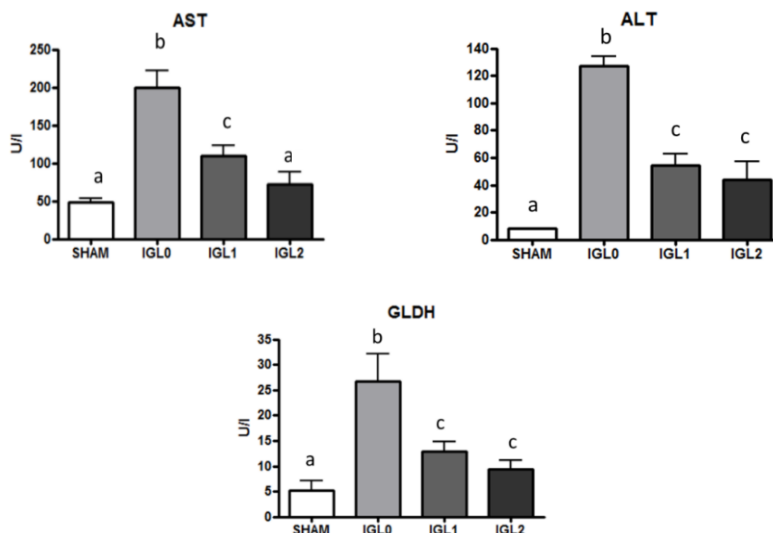 AST
U/I
250
200
150
100
50
0
a
b
c
a
SHAM IGL0 IGL1 IGL2
ALT
U/I
140
120
100
80
60
40
20
0
a
b
c
c
SHAM IGL0 IGL1 IGL2
GLDH
U/I
35
30
25
20
15
10
5
0
a
b
c
c
SHAM IGL0 IGL1 IGL2